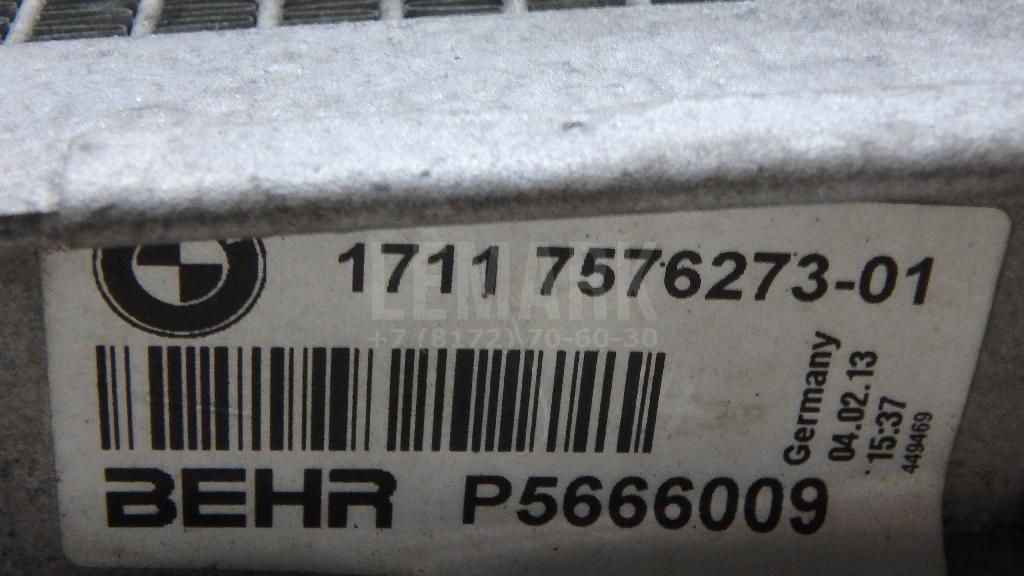 1711 7576273-01
LEMARK
+7 (8172) 70-60-30
Germany
04.02.13
15:37
449469
BEHR P5666009